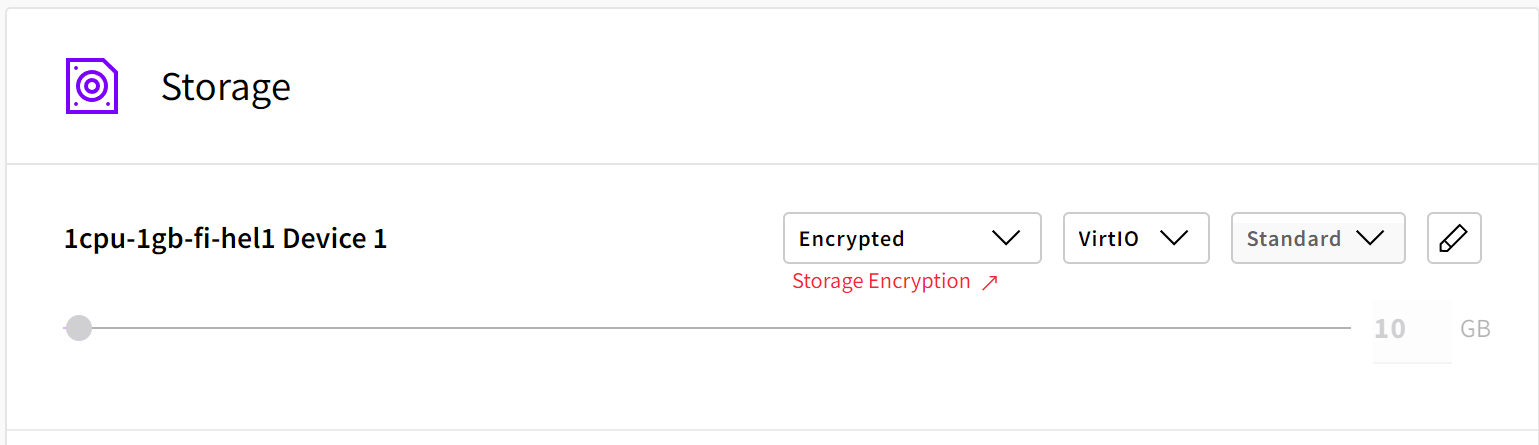 Storage
1cpu-1gb-fi-hel1 Device 1
Encrypted
VirtIO
Standard
Storage Encryption ↗
10 GB